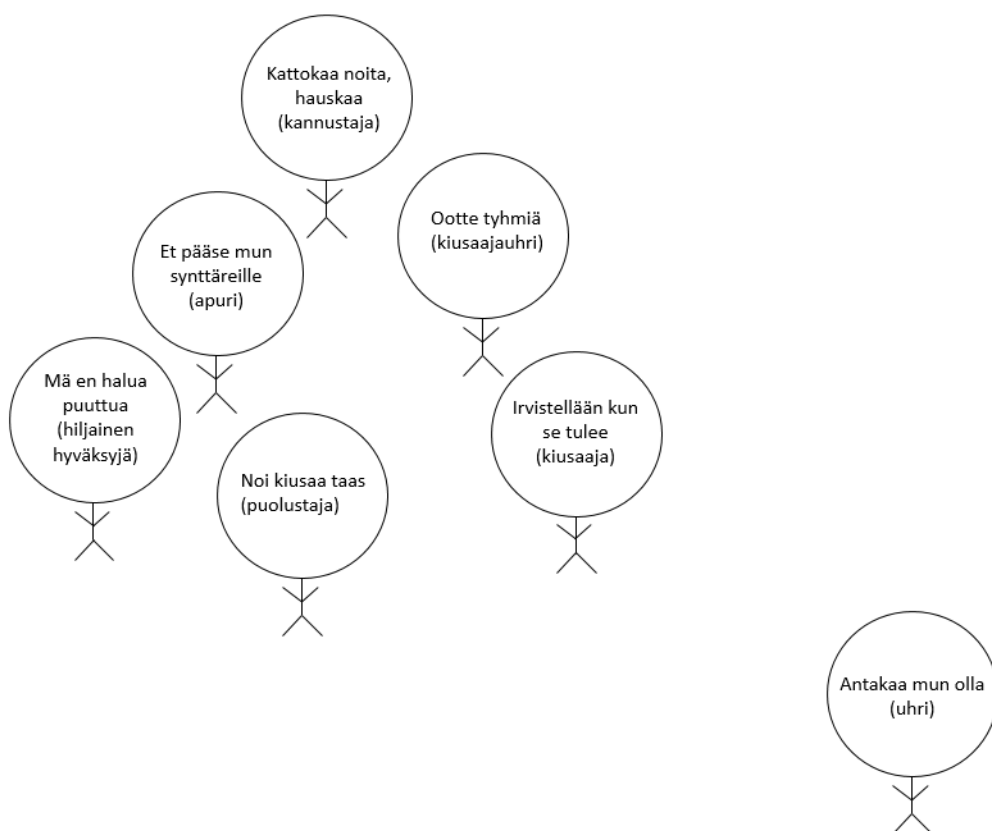 Kattokaa noita,
hauskaa
(kannustaja)
Ootte tyhmiä
(kiusaajauhri)
Et pääse mun
synttäreille
(apuri)
Mä en halua
puuttua
(hiljainen
hyväksyjä)
Irvistellään kun
se tulee
(kiusaaja)
Noi kiusaa taas
(puolustaja)
Antakaa mun olla
(uhri)